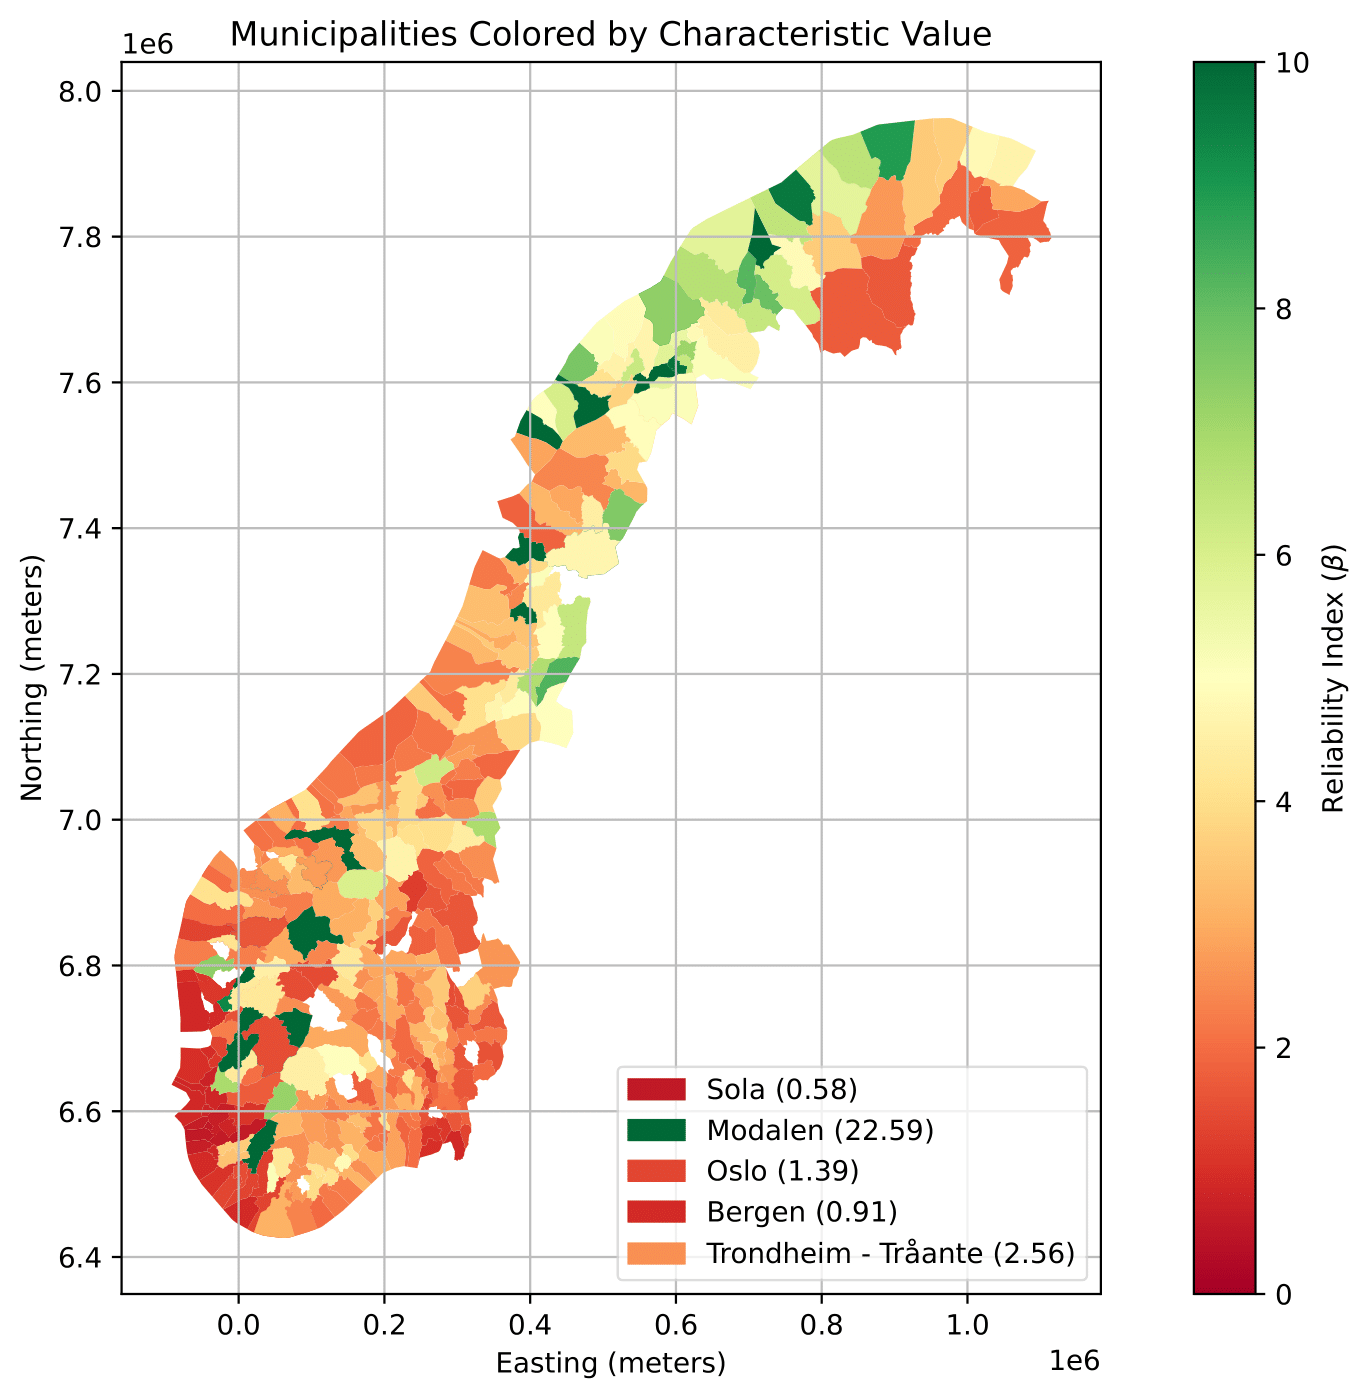 Municipalities Colored by Characteristic Value
1e6
8.0
7.8
7.6
7.4
7.2
7.0
6.8
6.6
6.4
Northing (meters)
0.0 0.2 0.4 0.6 0.8 1.0
Easting (meters)
1e6
Sola (0.58)
Modalen (22.59)
Oslo (1.39)
Bergen (0.91)
Trondheim - Tråante (2.56)
10
8
6
4
2
0
Reliability Index (β)